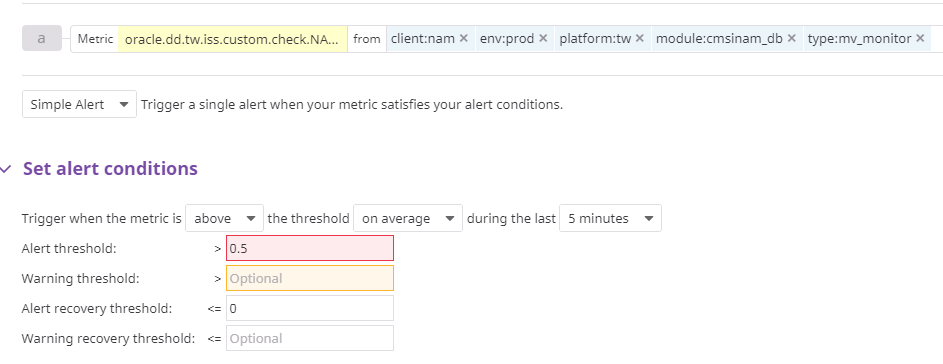 a Metric oracle.dd.tw.iss.custom.check.NA... from client:nam × env:prod × platform:tw × module:cmsinam_db × type:mv_monitor ×
Simple Alert Trigger a single alert when your metric satisfies your alert conditions.
Set alert conditions
Trigger when the metric is above the threshold on average during the last 5 minutes
Alert threshold: > 0.5
Warning threshold: > Optional
Alert recovery threshold: <= 0
Warning recovery threshold: <= Optional